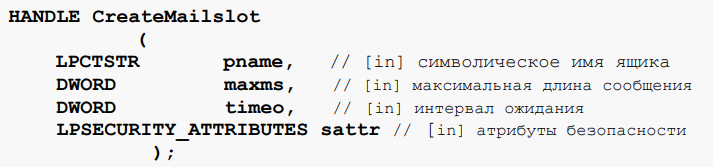 HANDLE CreateMailslot
(
LPCTSTR pname, // [in] символическое имя ящика
DWORD maxms, // [in] максимальная длина сообщения
DWORD timeo, // [in] интервал ожидания
LPSECURITY_ATTRIBUTES sattr // [in] атрибуты безопасности
);